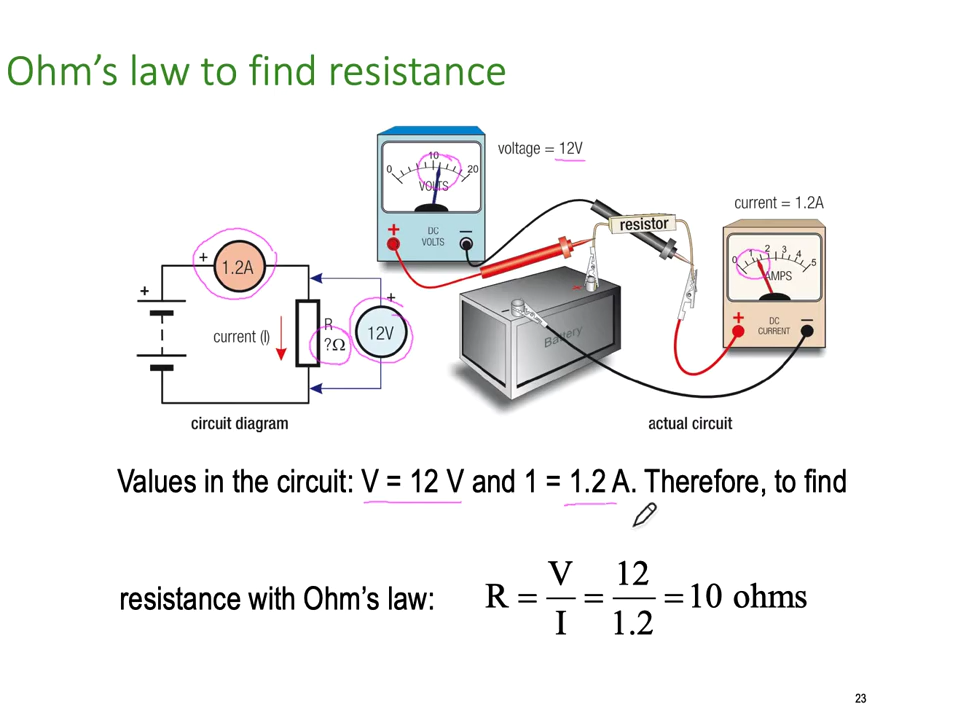 Ohm's law to find resistance
voltage = 12V
0 10 20
VOLTS
+ DC VOLTS −
current = 1.2A
resistor
0 1 2 3 4 5
AMPS
+ DC CURRENT −
Battery
+
1.2A
+
current (I)
R
?Ω
+
12V
−
circuit diagram
actual circuit
Values in the circuit: V = 12 V and 1 = 1.2 A. Therefore, to find
resistance with Ohm's law: R = V/I = 12/1.2 = 10 ohms
23